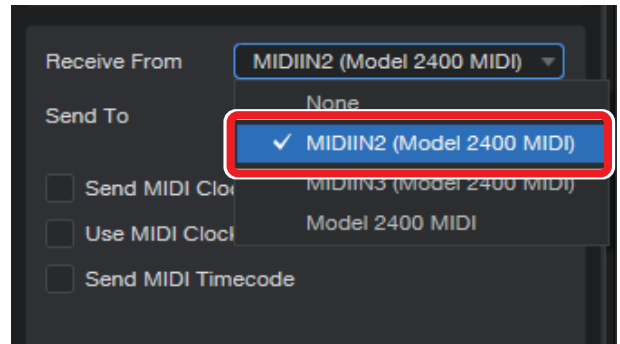 Receive From MIDIIN2 (Model 2400 MIDI)
None
Send To
MIDIIN2 (Model 2400 MIDI)
MIDIIN3 (Model 2400 MIDI)
Send MIDI Cloc
Model 2400 MIDI
Use MIDI Clock
Send MIDI Timecode